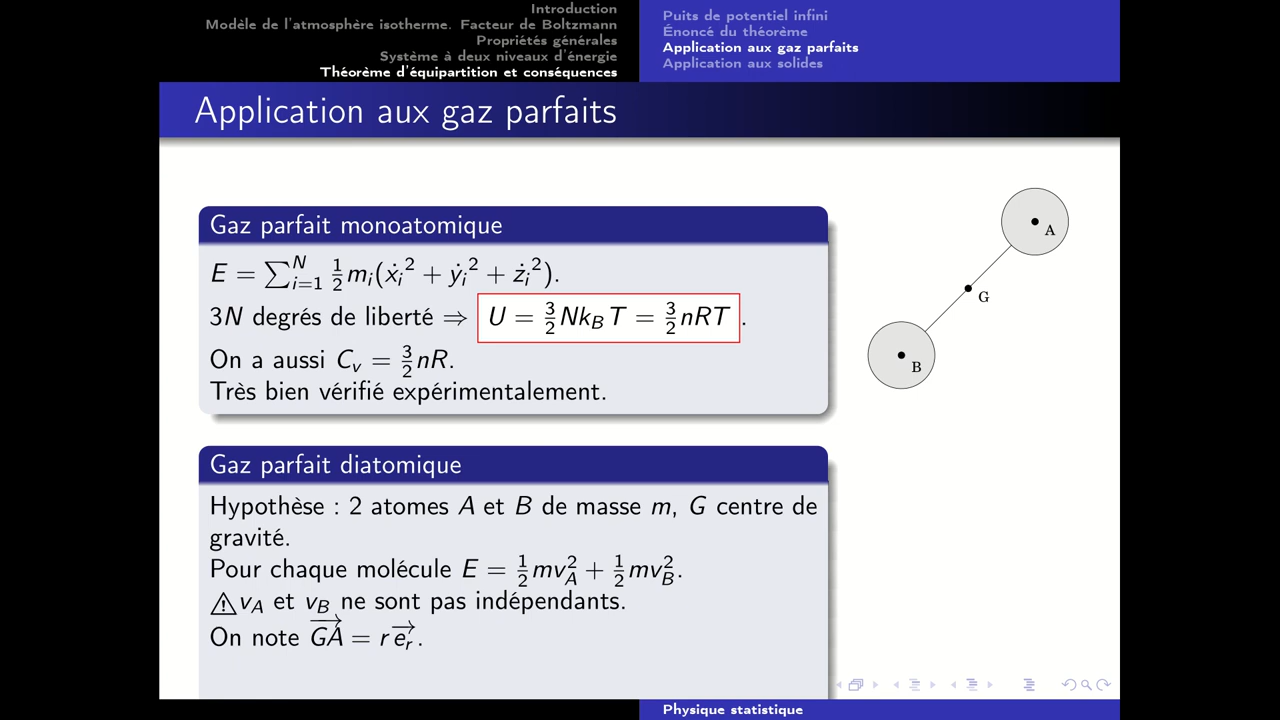 Introduction
Modèle de l'atmosphère isotherme. Facteur de Boltzmann
Propriétés générales
Système à deux niveaux d'énergie
Théorème d'équipartition et conséquences
Puits de potentiel infini
Énoncé du théorème
Application aux gaz parfaits
Application aux solides
Application aux gaz parfaits
Gaz parfait monoatomique
E = ∑_{i=1}^{N} ½ m_i(ẋ_i² + ẏ_i² + ż_i²).
3N degrés de liberté ⇒ U = 3/2 Nk_B T = 3/2 nRT.
On a aussi C_v = 3/2 nR.
Très bien vérifié expérimentalement.
Gaz parfait diatomique
Hypothèse : 2 atomes A et B de masse m, G centre de
gravité.
Pour chaque molécule E = ½ mv_A² + ½ mv_B².
⚠ v_A et v_B ne sont pas indépendants.
On note \overrightarrow{GA} = r \overrightarrow{e_r}.
A
G
B
Physique statistique